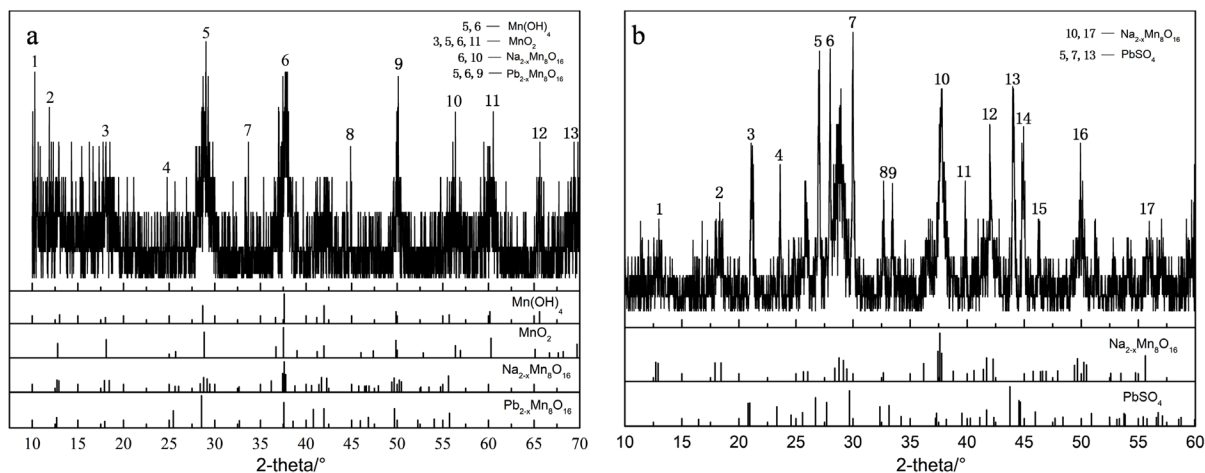 a
5, 6 — Mn(OH)4
3, 5, 6, 11 — MnO2
6, 10 — Na2-xMn8O16
5, 6, 9 — Pb2-xMn8O16
1
2
3
4
5
6
7
8
9
10
11
12
13
Mn(OH)4
MnO2
Na2-xMn8O16
Pb2-xMn8O16
10 15 20 25 30 35 40 45 50 55 60 65 70
2-theta/°
b
10, 17 — Na2-xMn8O16
5, 7, 13 — PbSO4
1
2
3
4
5
6
7
8
9
10
11
12
13
14
15
16
17
Na2-xMn8O16
PbSO4
10 15 20 25 30 35 40 45 50 55 60
2-theta/°